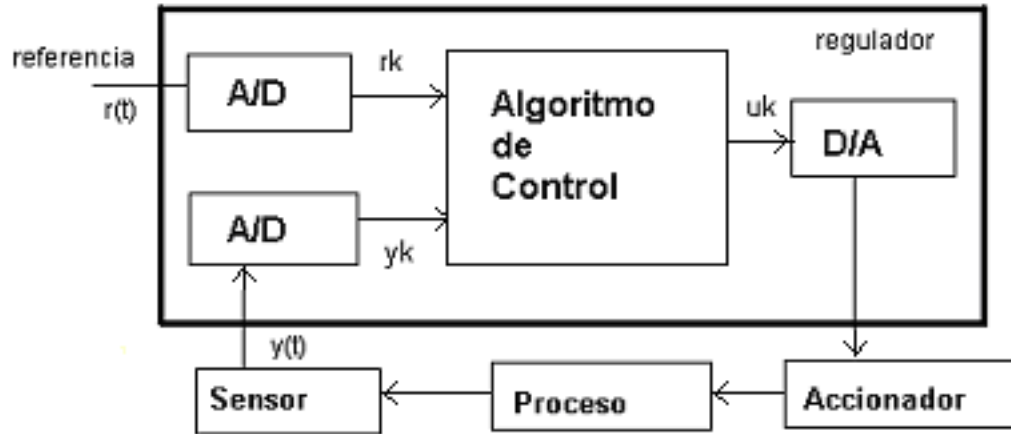 referencia
r(t)
A/D
rk
Algoritmo
de
Control
regulador
uk
D/A
A/D
yk
y(t)
Sensor
Proceso
Accionador